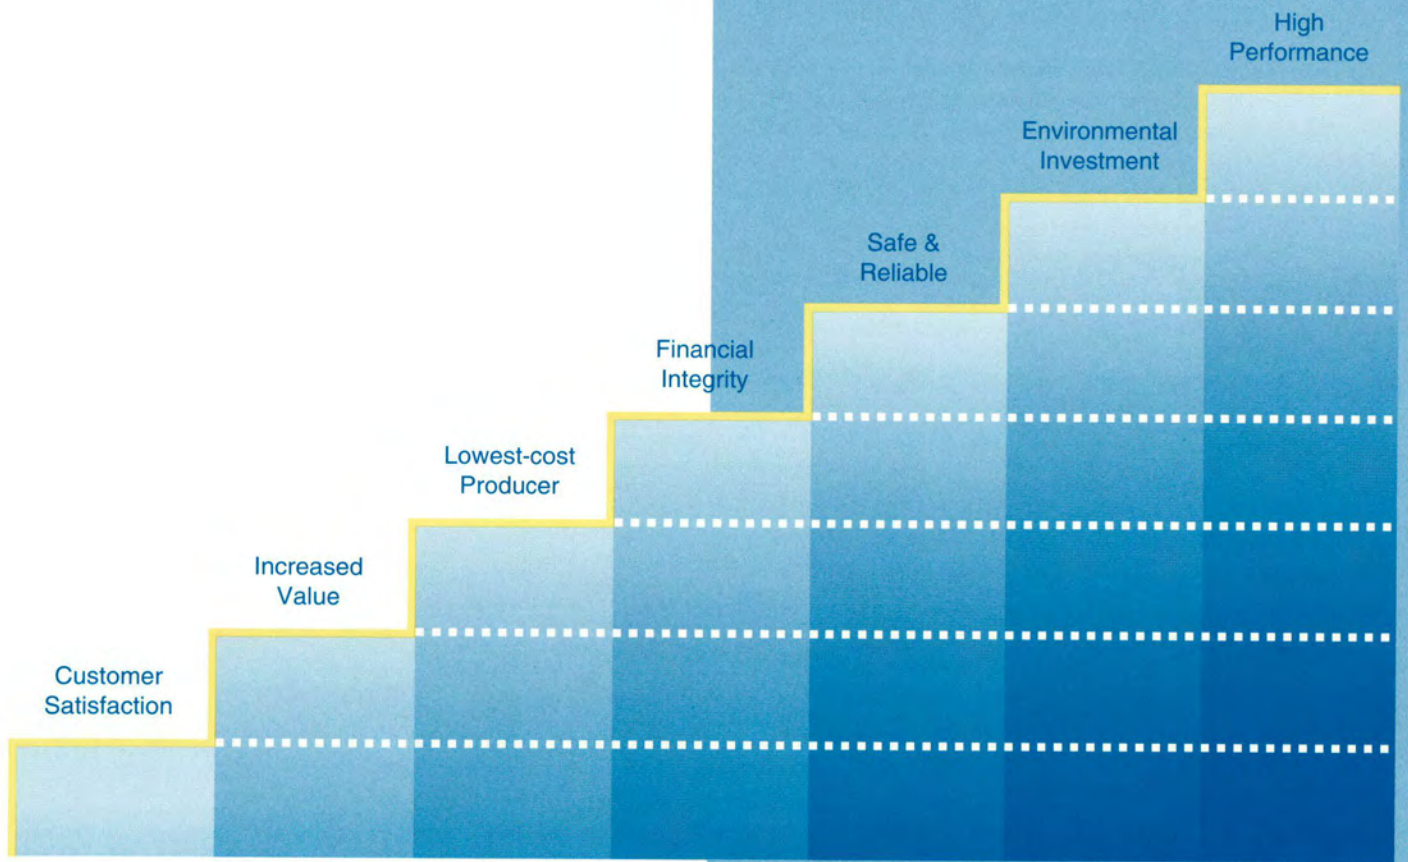 Customer
Satisfaction
Increased
Value
Lowest-cost
Producer
Financial
Integrity
Safe &
Reliable
Environmental
Investment
High
Performance